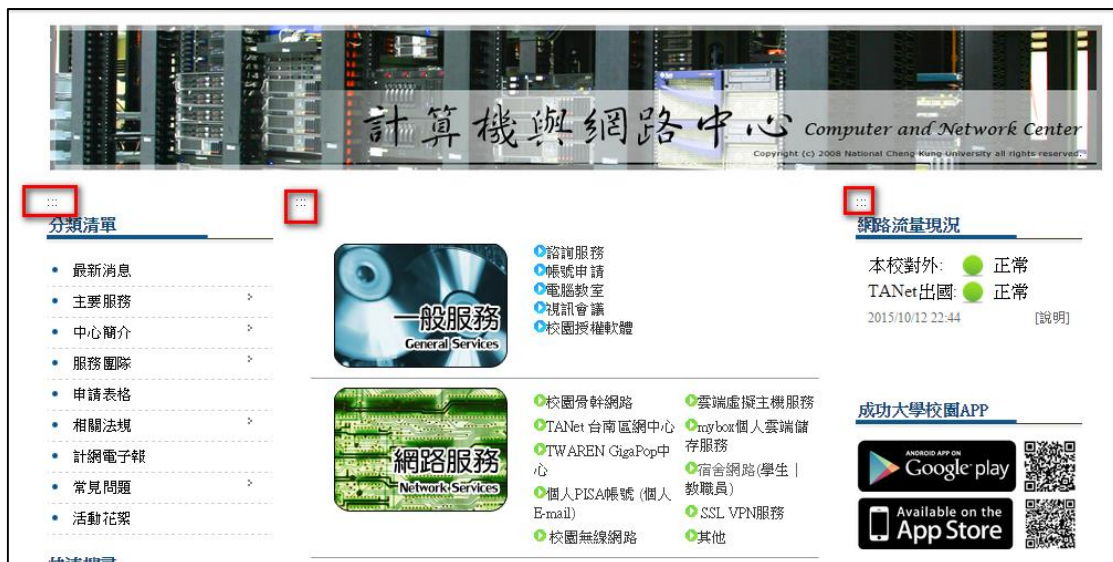 計算機與網路中心 Computer and Network Center
Copyright (c) 2008 National Cheng Kung University all rights reserved.
:::
分類清單
最新消息
主要服務
中心簡介
服務團隊
申請表格
相關法規
計網電子報
常見問題
活動花絮
:::
一般服務
General Services
諮詢服務
帳號申請
電腦教室
視訊會議
校園授權軟體
網路服務
Network Services
校園骨幹網路
TANet 台南區網中心
TWAREN GigaPop中
心
個人PISA帳號 (個人
E-mail)
校園無線網路
雲端虛擬主機服務
mybox個人雲端儲
存服務
宿舍網路(學生 |
教職員)
SSL VPN服務
其他
:::
網路流量現況
本校對外: 正常
TANet出國: 正常
2015/10/12 22:44 [說明]
成功大學校園APP
ANDROID APP ON
Google play
Available on the
App Store